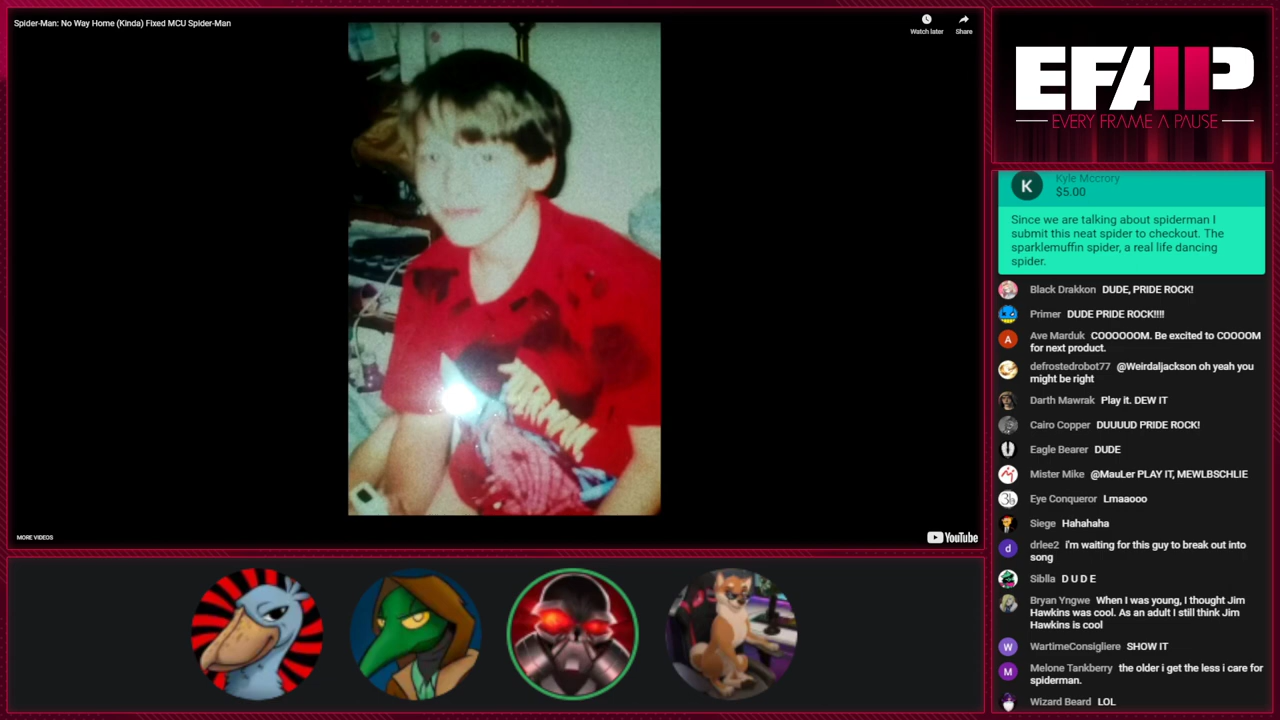 Spider-Man: No Way Home (Kinda) Fixed MCU Spider-Man
Watch later
Share
MORE VIDEOS
YouTube
EFAP
EVERY FRAME A PAUSE
K
Kyle Mccrory
$5.00
Since we are talking about spiderman I
submit this neat spider to checkout. The
sparklemuffin spider, a real life dancing
spider.
Black Drakkon DUDE, PRIDE ROCK!
Primer DUDE PRIDE ROCK!!!!
A
Ave Marduk COOOOOOM. Be excited to COOOOM
for next product.
defrostedrobot77 @Weirdaljackson oh yeah you
might be right
Darth Mawrak Play it. DEW IT
Cairo Copper DUUUUD PRIDE ROCK!
Eagle Bearer DUDE
Mister Mike @MauLer PLAY IT, MEWLBSCHLIE
Eye Conqueror Lmaaooo
Siege Hahahaha
d
drlee2 i'm waiting for this guy to break out into
song
Siblla D U D E
Bryan Yngwe When I was young, I thought Jim
Hawkins was cool. As an adult I still think Jim
Hawkins is cool
W
WartimeConsigliere SHOW IT
M
Melone Tankberry the older i get the less i care for
spiderman.
Wizard Beard LOL